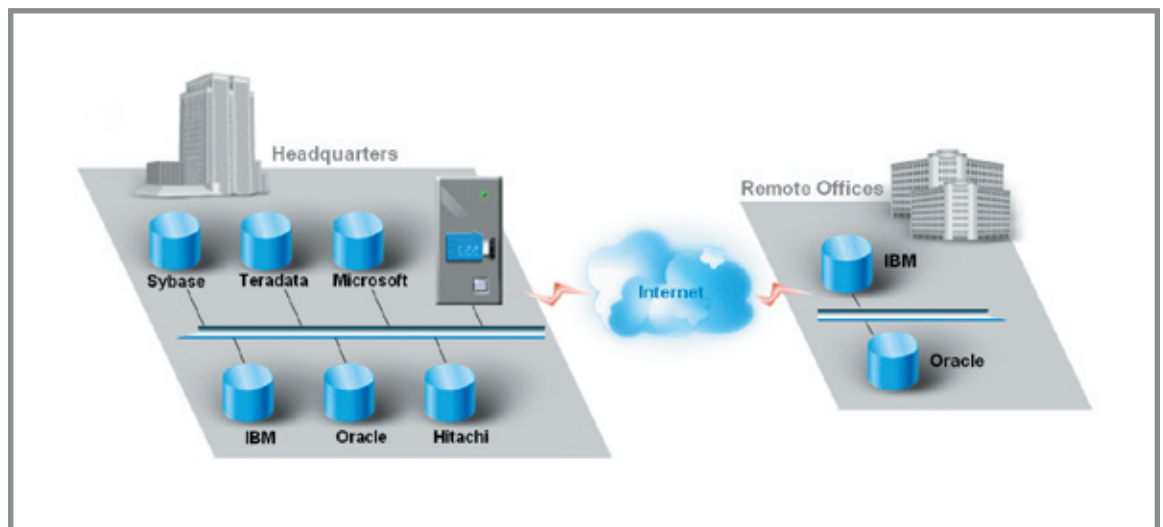 Headquarters
Remote Offices
Sybase
Teradata
Microsoft
Internet
IBM
Oracle
IBM
Oracle
Hitachi